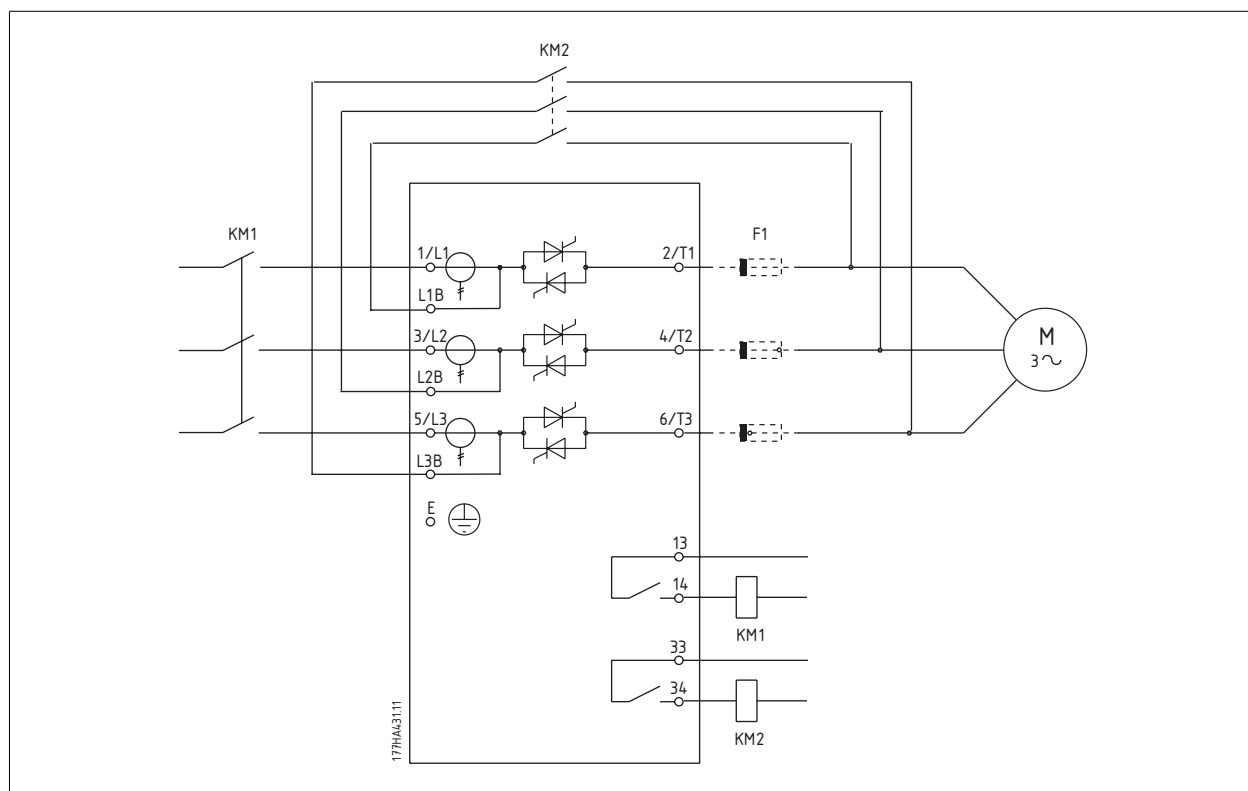 KM2
KM1
F1
1/L1
2/T1
L1B
3/L2
4/T2
M
3
L2B
5/L3
6/T3
L3B
E
13
14
KM1
33
34
KM2
177HA431.11